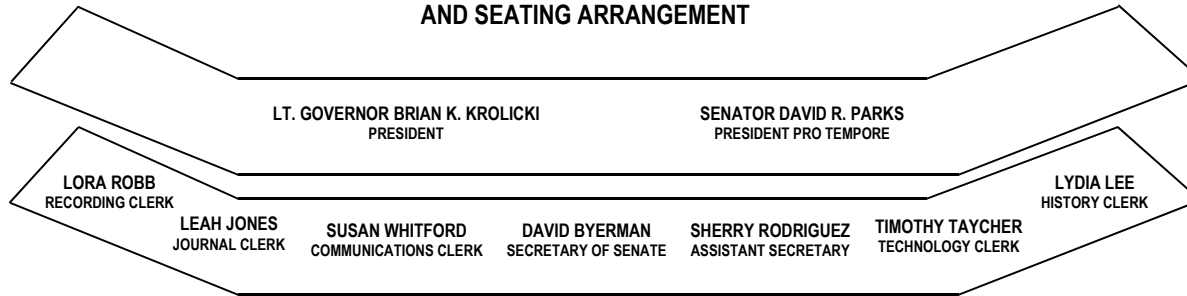 AND SEATING ARRANGEMENT
LT. GOVERNOR BRIAN K. KROLICKI
PRESIDENT
SENATOR DAVID R. PARKS
PRESIDENT PRO TEMPORE
LORA ROBB
RECORDING CLERK
LEAH JONES
JOURNAL CLERK
SUSAN WHITFORD
COMMUNICATIONS CLERK
DAVID BYERMAN
SECRETARY OF SENATE
SHERRY RODRIGUEZ
ASSISTANT SECRETARY
TIMOTHY TAYCHER
TECHNOLOGY CLERK
LYDIA LEE
HISTORY CLERK